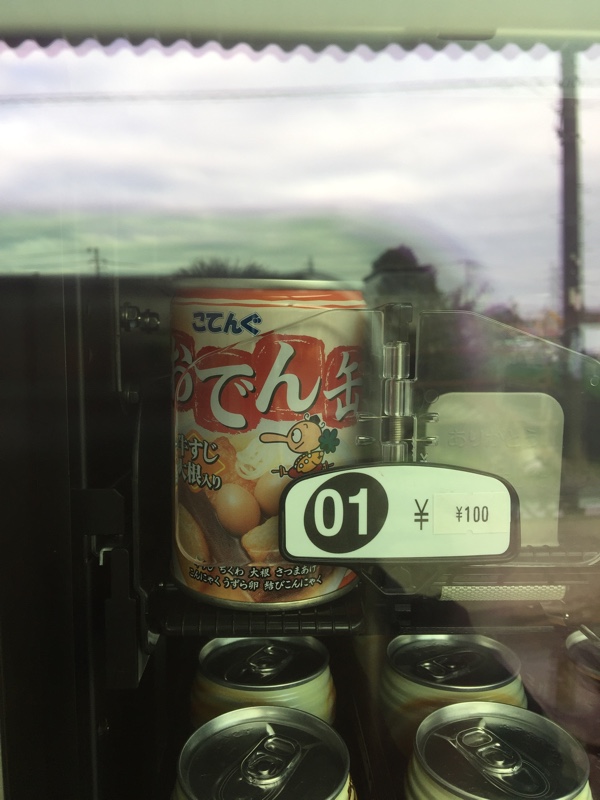 こてんぐ
おでん缶
牛すじ
大根入り
ちくわ 大根 さつまあげ
こんにゃく うずら卵 結びこんにゃく
01 ¥ ¥100